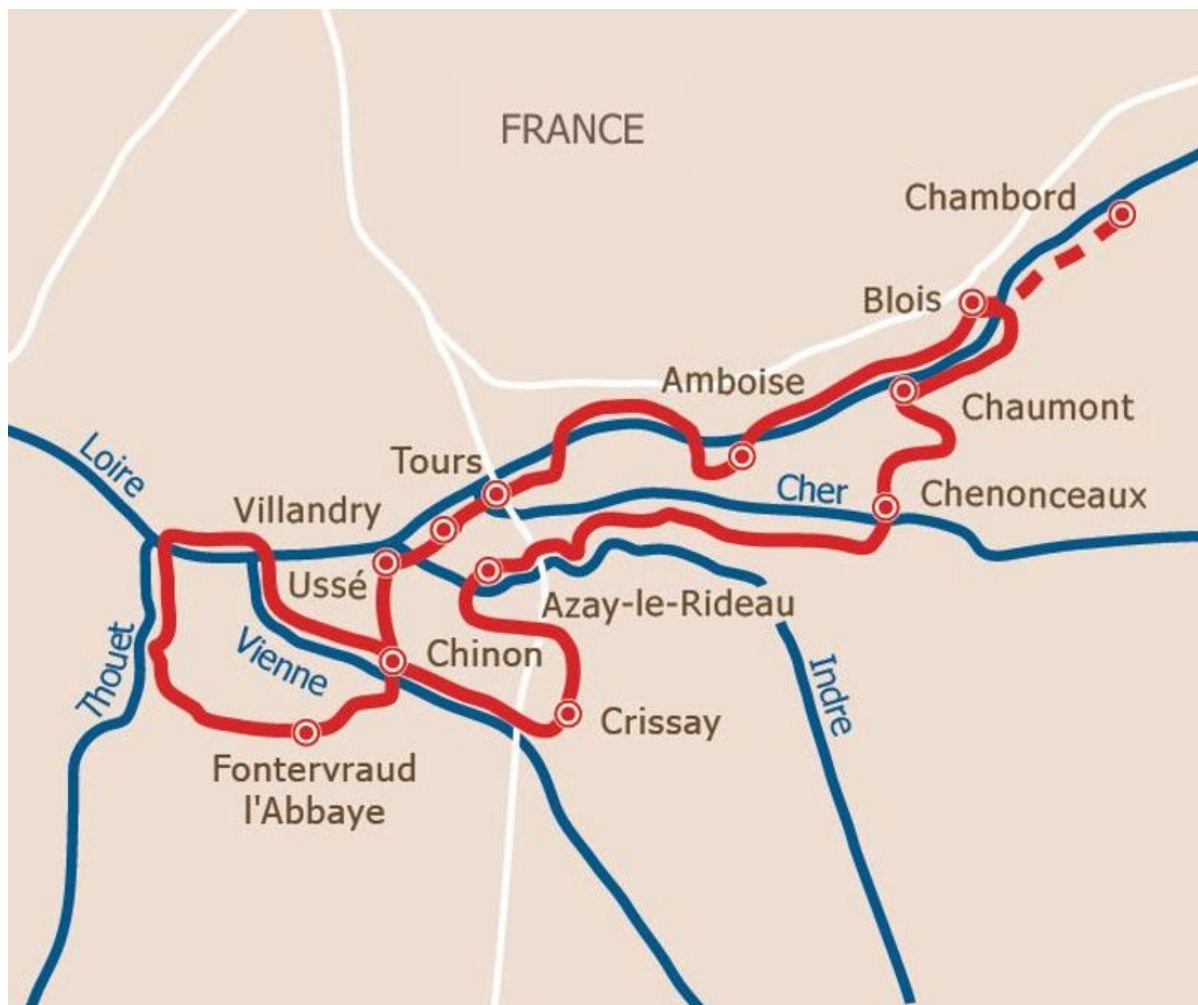 FRANCE
Chambord
Blois
Amboise
Chaumont
Tours
Loire
Cher
Chenonceaux
Villandry
Ussé
Azay-le-Rideau
Thouet
Vienne
Chinon
Indre
Crissay
Fontervraud
l'Abbaye